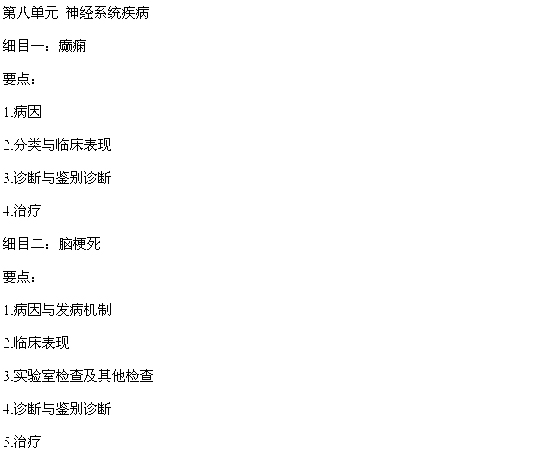 第八单元 神经系统疾病
细目一：癫痫
要点：
1.病因
2.分类与临床表现
3.诊断与鉴别诊断
4.治疗
细目二：脑梗死
要点：
1.病因与发病机制
2.临床表现
3.实验室检查及其他检查
4.诊断与鉴别诊断
5.治疗